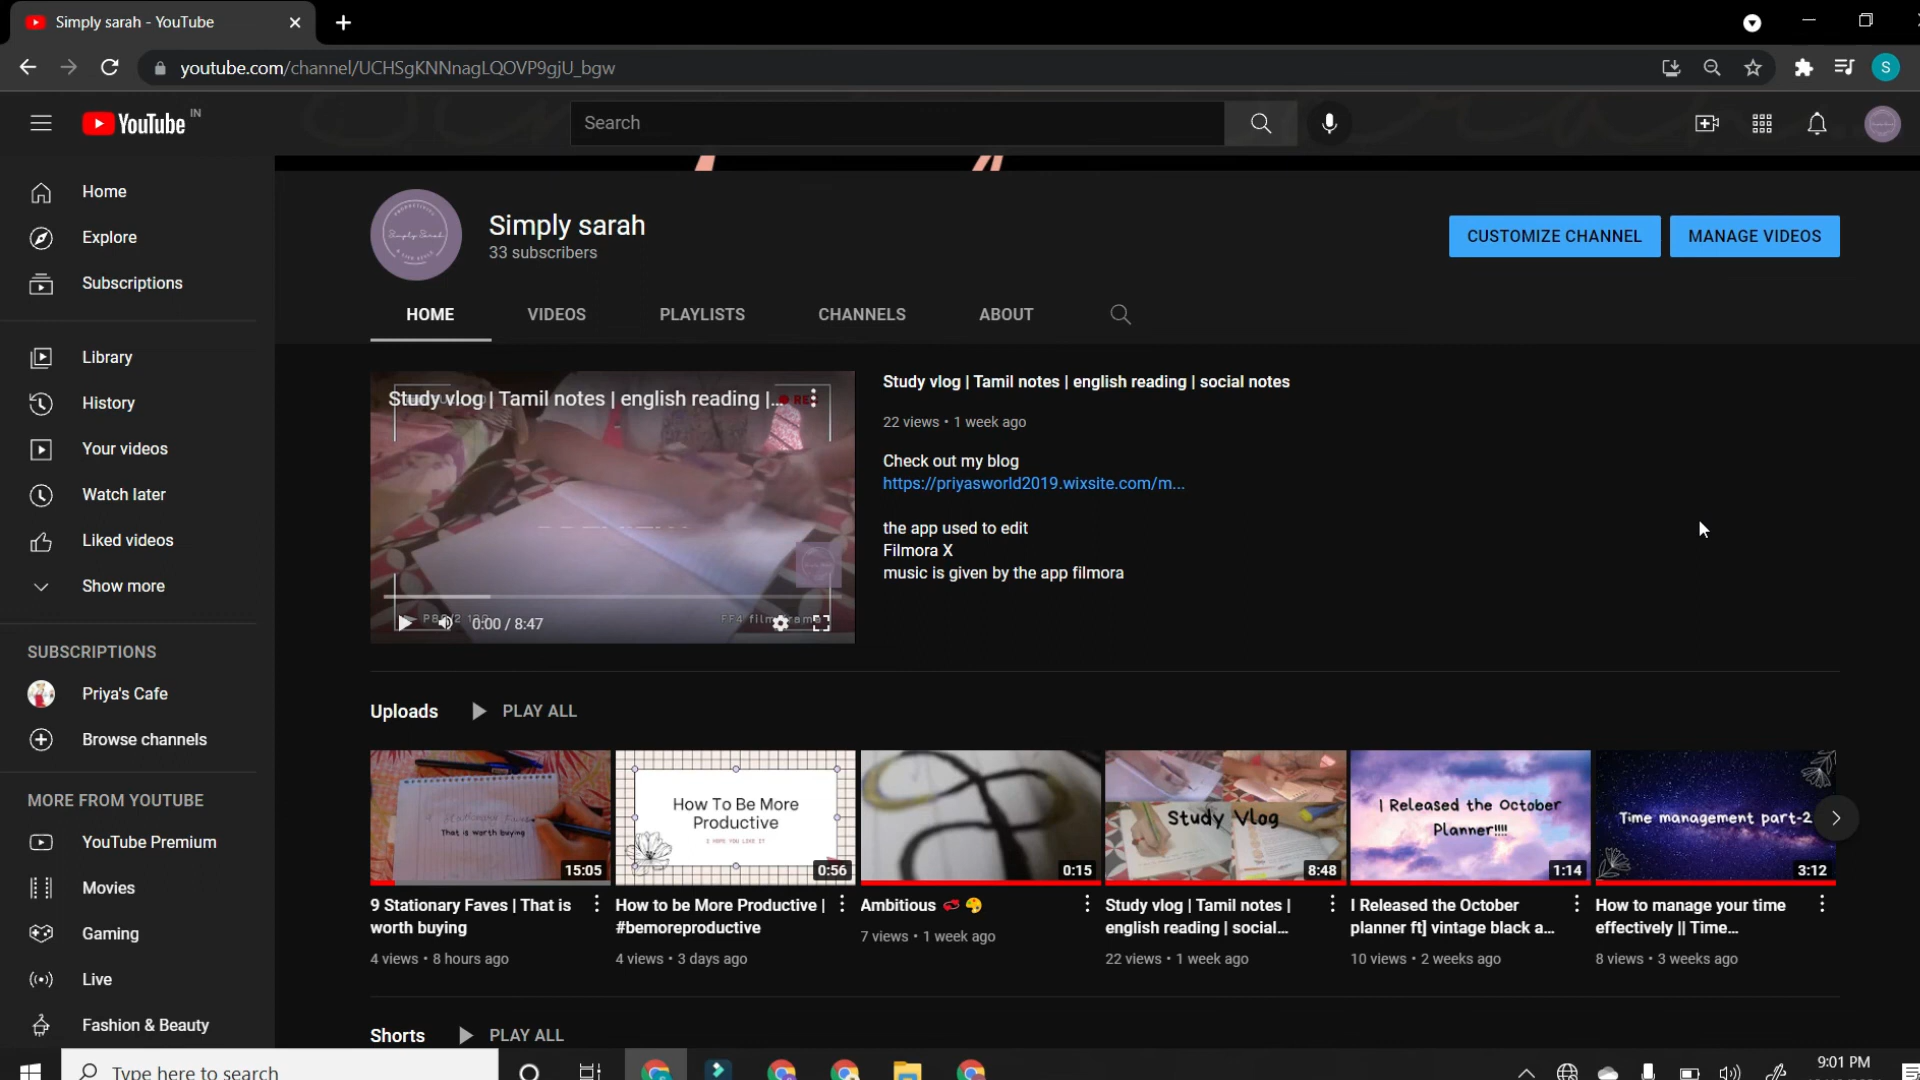 Simply sarah - YouTube
youtube.com/channel/UCHSgKNNnagLQOVP9gjU_bgw
S
YouTube IN
Search
Home
Explore
Subscriptions
Library
History
Your videos
Watch later
Liked videos
Show more
SUBSCRIPTIONS
Priya's Cafe
Browse channels
MORE FROM YOUTUBE
YouTube Premium
Movies
Gaming
Live
Fashion & Beauty
Simply Sarah
Simply sarah
33 subscribers
CUSTOMIZE CHANNEL
MANAGE VIDEOS
HOME
VIDEOS
PLAYLISTS
CHANNELS
ABOUT
Study vlog | Tamil notes | english reading |...
0:00 / 8:47
Study vlog | Tamil notes | english reading | social notes
22 views • 1 week ago
Check out my blog
https://priyasworld2019.wixsite.com/m...
the app used to edit
Filmora X
music is given by the app filmora
Uploads
PLAY ALL
That is worth buying
15:05
9 Stationary Faves | That is
worth buying
4 views • 8 hours ago
How To Be More
Productive
I HOPE YOU LIKE IT
0:56
How to be More Productive |
#bemoreproductive
4 views • 3 days ago
0:15
Ambitious
7 views • 1 week ago
Study Vlog
8:48
Study vlog | Tamil notes |
english reading | social...
22 views • 1 week ago
I Released the October
Planner!!!!
1:14
I Released the October
planner ft] vintage black a...
10 views • 2 weeks ago
Time management part-2
3:12
How to manage your time
effectively || Time...
8 views • 3 weeks ago
Shorts
PLAY ALL
Type here to search
9:01 PM